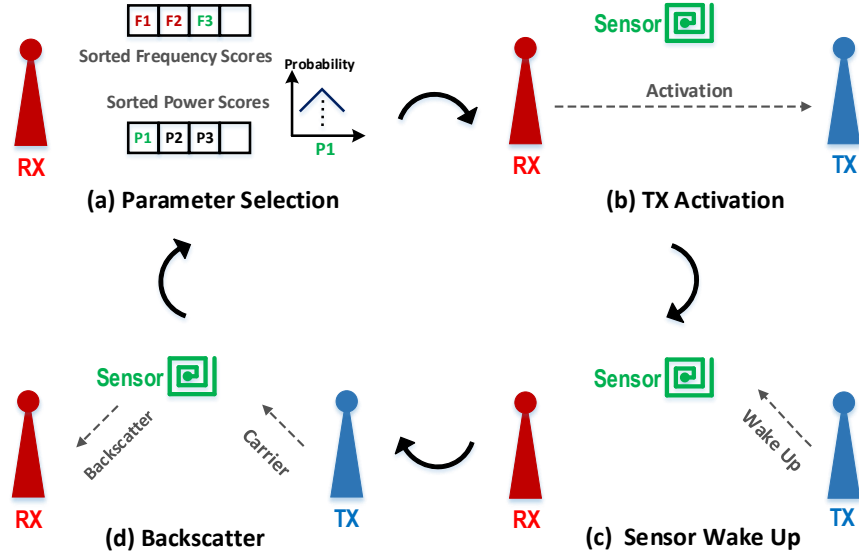 F1 F2 F3
Sorted Frequency Scores
Probability
Sorted Power Scores
P1 P2 P3
P1
RX
(a) Parameter Selection
Sensor
Activation
RX
TX
(b) TX Activation
Sensor
Backscatter
Carrier
RX
TX
(d) Backscatter
Sensor
Wake Up
RX
TX
(c) Sensor Wake Up